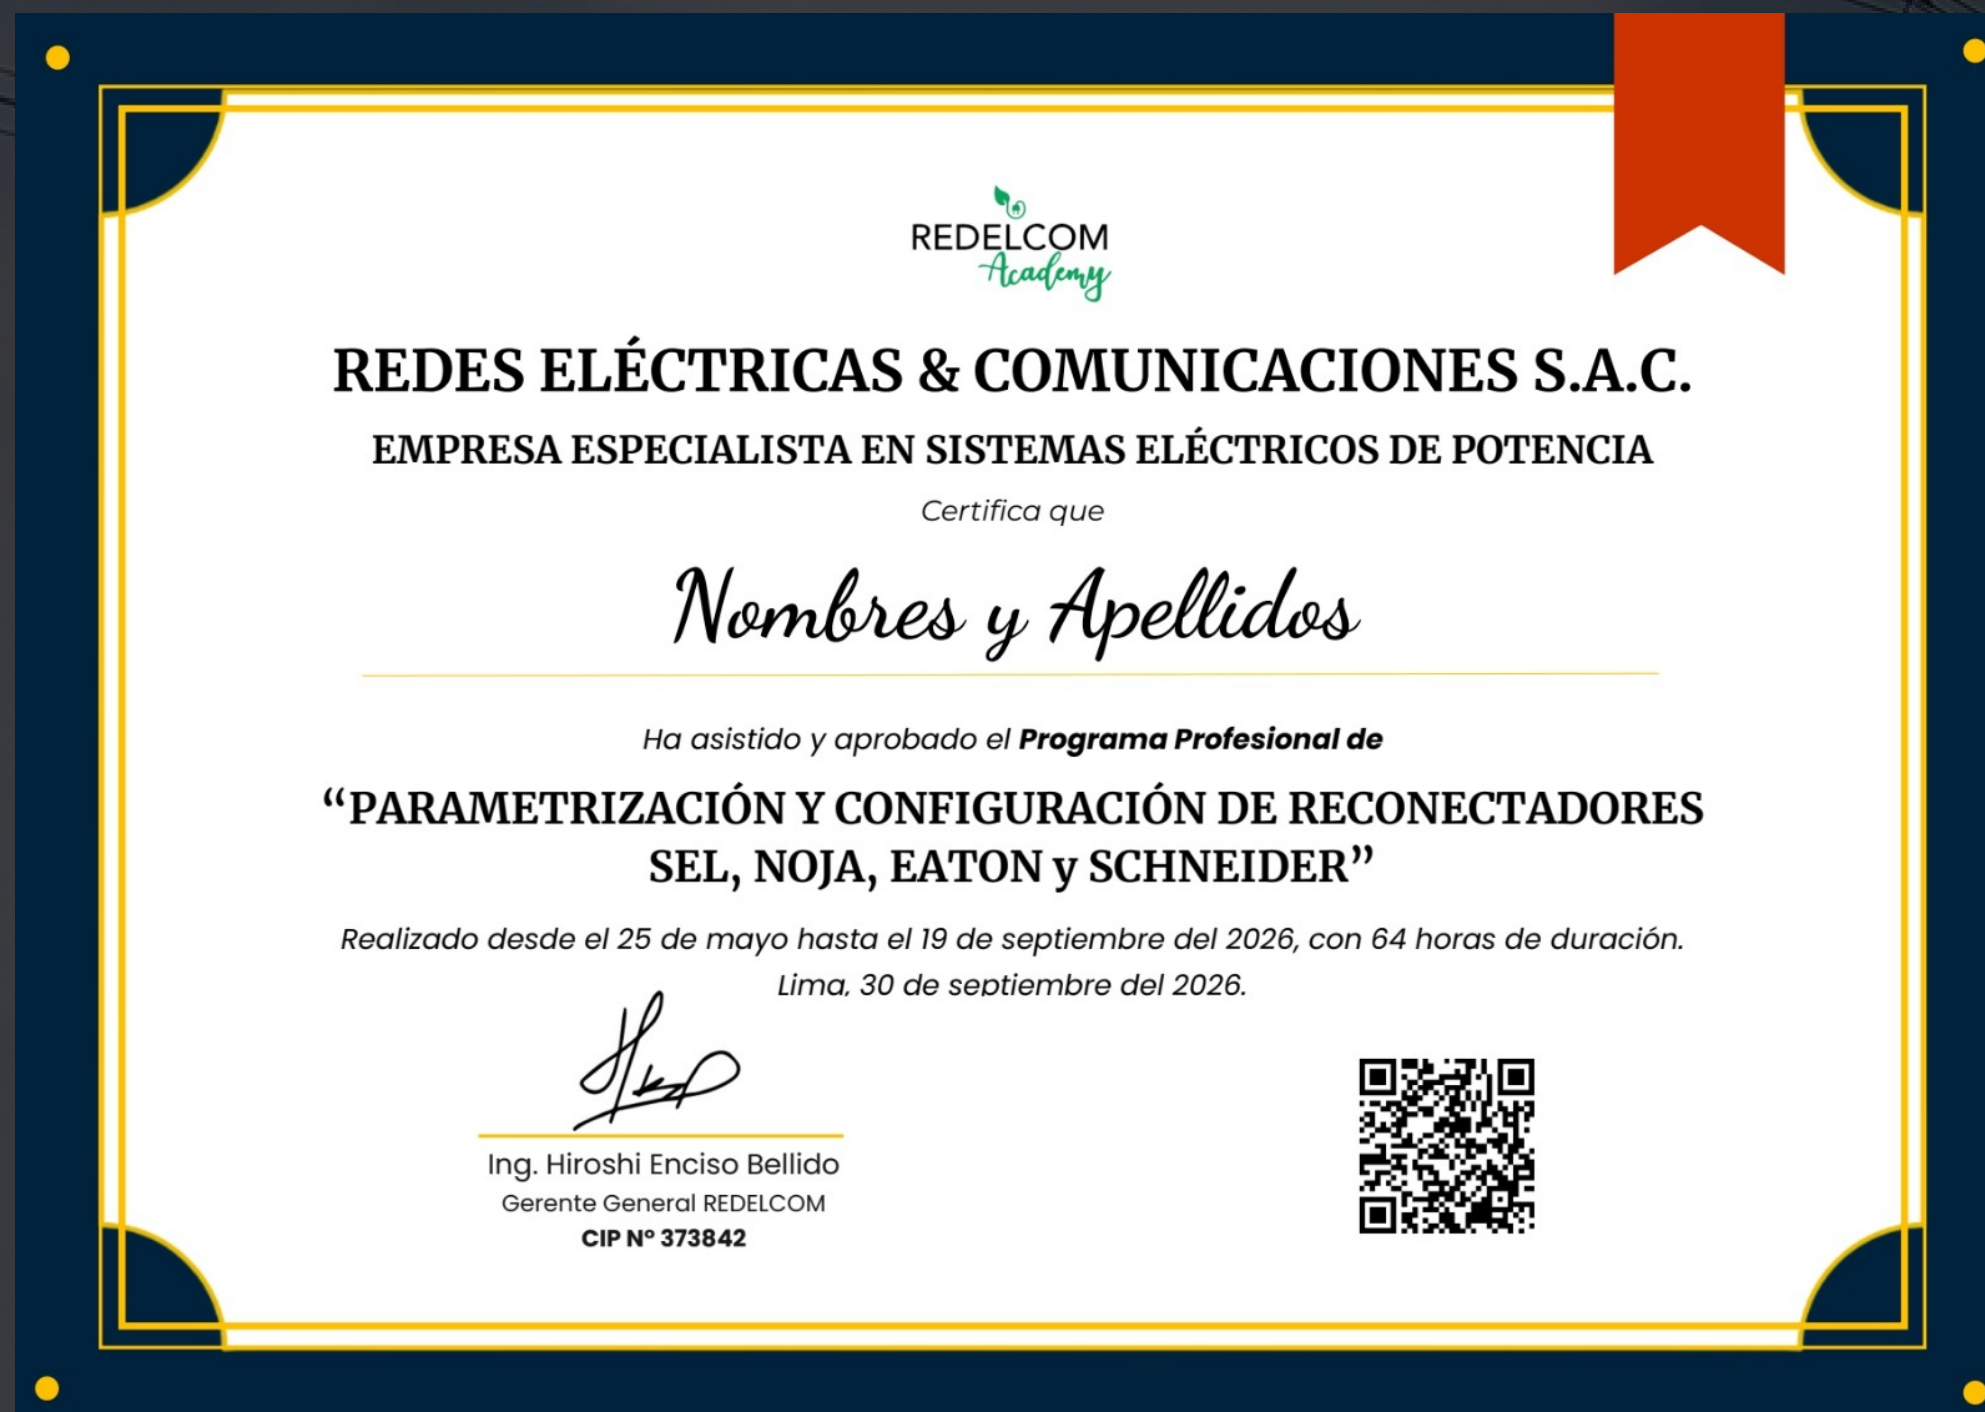 REDELCOM
Academy
REDES ELÉCTRICAS & COMUNICACIONES S.A.C.
EMPRESA ESPECIALISTA EN SISTEMAS ELÉCTRICOS DE POTENCIA
Certifica que
Nombres y Apellidos
Ha asistido y aprobado el Programa Profesional de
“PARAMETRIZACIÓN Y CONFIGURACIÓN DE RECONECTADORES
SEL, NOJA, EATON y SCHNEIDER”
Realizado desde el 25 de mayo hasta el 19 de septiembre del 2026, con 64 horas de duración.
Lima, 30 de septiembre del 2026.
Ing. Hiroshi Enciso Bellido
Gerente General REDELCOM
CIP Nº 373842